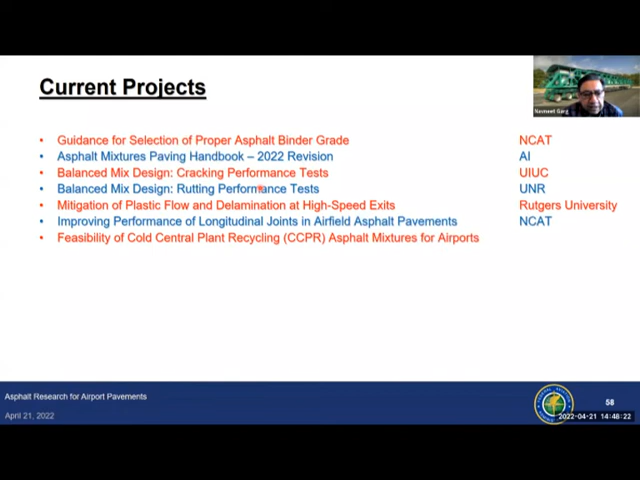 Current Projects
Navneet Garg
• Guidance for Selection of Proper Asphalt Binder Grade NCAT
• Asphalt Mixtures Paving Handbook – 2022 Revision AI
• Balanced Mix Design: Cracking Performance Tests UIUC
• Balanced Mix Design: Rutting Performance Tests UNR
• Mitigation of Plastic Flow and Delamination at High-Speed Exits Rutgers University
• Improving Performance of Longitudinal Joints in Airfield Asphalt Pavements NCAT
• Feasibility of Cold Central Plant Recycling (CCPR) Asphalt Mixtures for Airports
Asphalt Research for Airport Pavements
58
April 21, 2022
2022-04-21 14:48:22